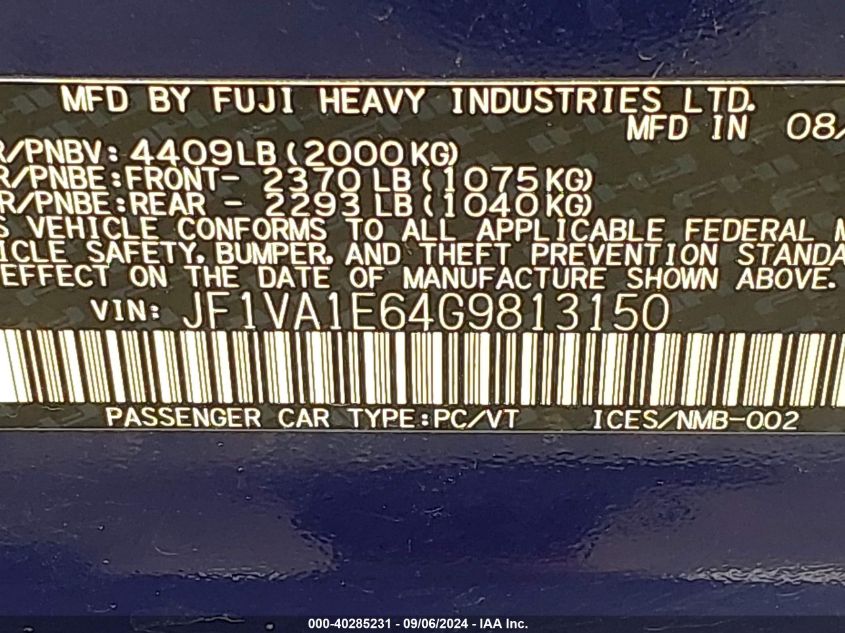 MFD BY FUJI HEAVY INDUSTRIES LTD.
MFD IN 08/
R/PNBV: 4409LB (2000KG)
R/PNBE: FRONT- 2370 LB (1075KG)
R/PNBE: REAR - 2293 LB (1040KG)
S VEHICLE CONFORMS TO ALL APPLICABLE FEDERAL M
ICLE SAFETY, BUMPER, AND THEFT PREVENTION STANDA
EFFECT ON THE DATE OF MANUFACTURE SHOWN ABOVE.
VIN: JF1VA1E64G9813150
PASSENGER CAR TYPE:PC/VT ICES/NMB-002
000-40285231 - 09/06/2024 - IAA Inc.